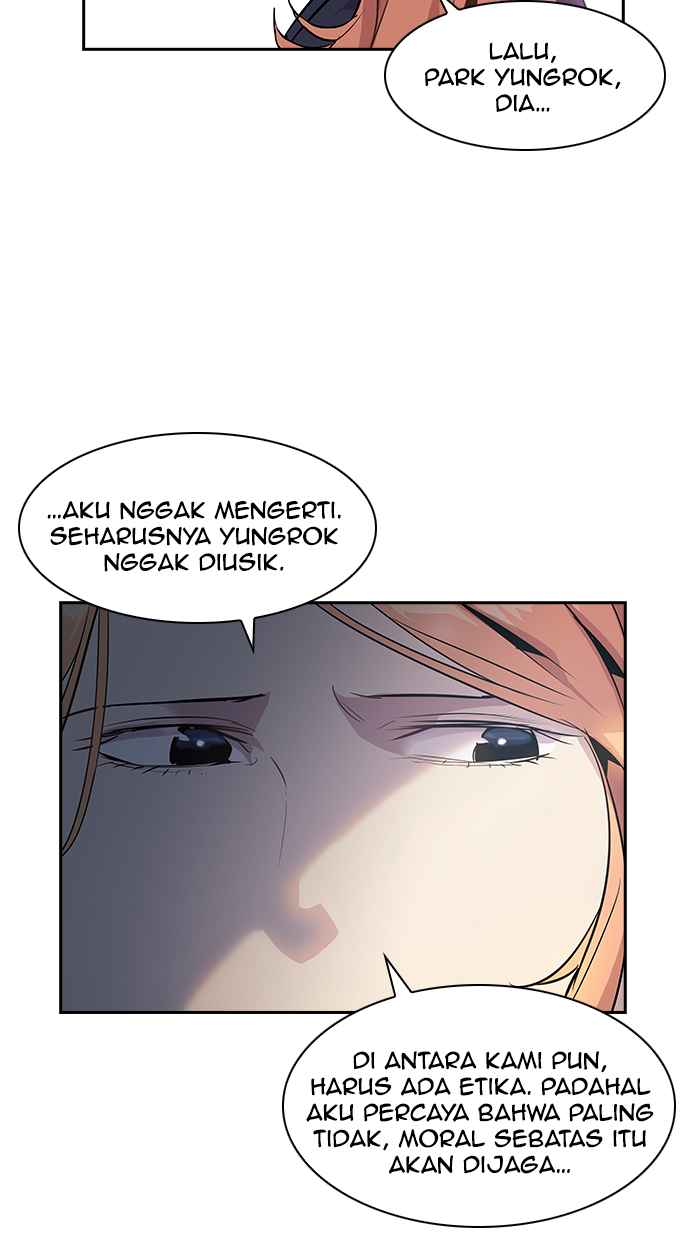 LALU,
PARK YUNGROK,
DIA...
...AKU NGGAK MENGERTI.
SEHARUSNYA YUNGROK
NGGAK DIUSIK.
DI ANTARA KAMI PUN,
HARUS ADA ETIKA. PADAHAL
AKU PERCAYA BAHWA PALING
TIDAK, MORAL SEBATAS ITU
AKAN DIJAGA...